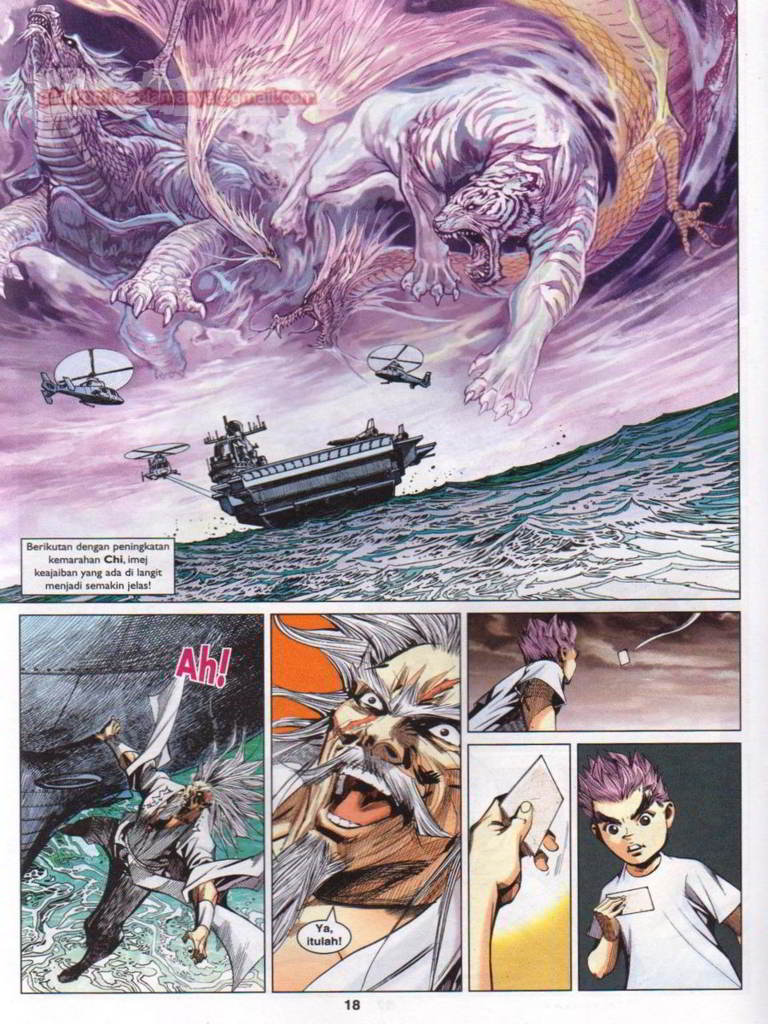 Berikutan dengan peningkatan
kemarahan Chi, imej
keajaiban yang ada di langit
menjadi semakin jelas!
Ah!
Ya,
itulah!
18